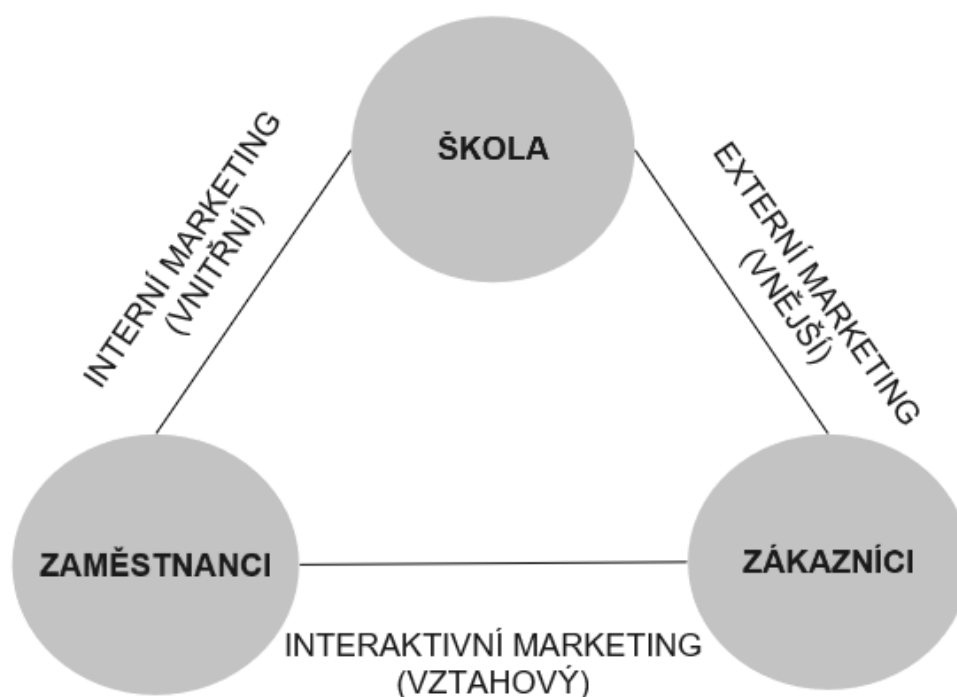 ŠKOLA
INTERNÍ MARKETING
(VNITŘNÍ)
EXTERNÍ MARKETING
(VNĚJŠÍ)
ZAMĚSTNANCI
ZÁKAZNÍCI
INTERAKTIVNÍ MARKETING
(VZTAHOVÝ)